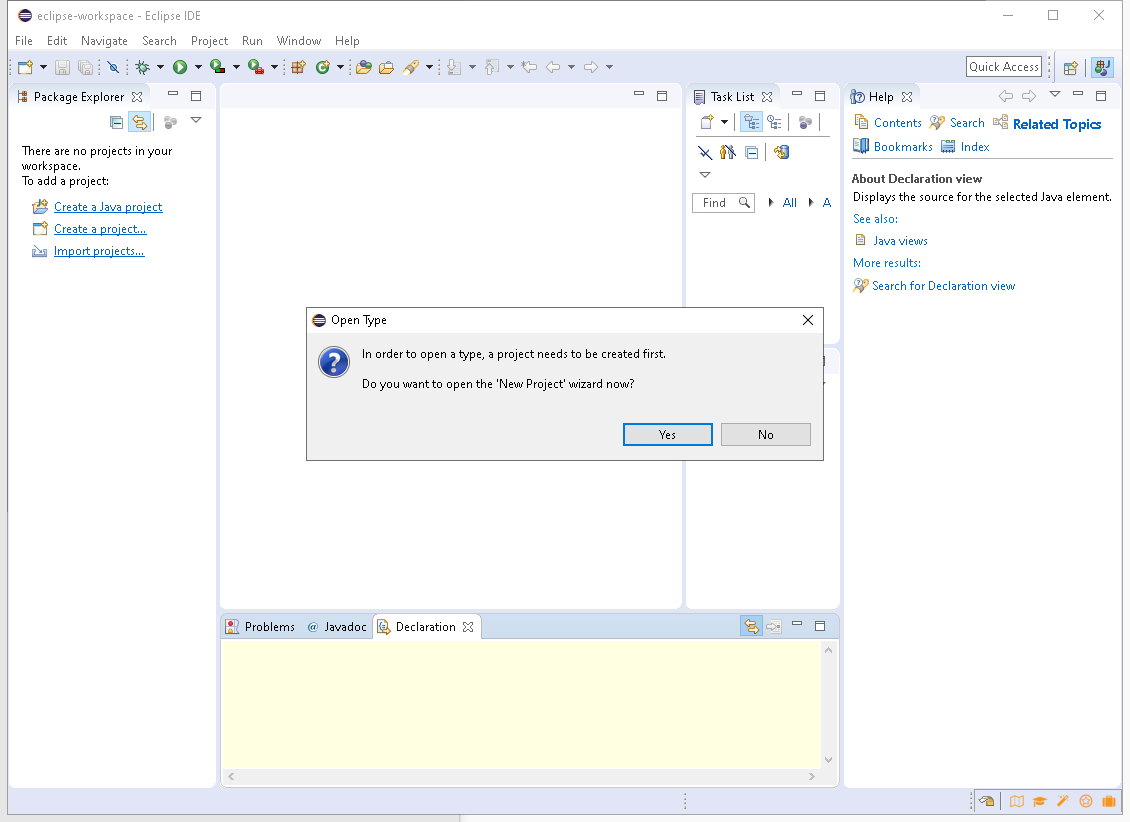 eclipse-workspace - Eclipse IDE
File Edit Navigate Search Project Run Window Help
Quick Access
Package Explorer
There are no projects in your
workspace.
To add a project:
Create a Java project
Create a project...
Import projects...
Task List
Find
All
A
Help
Contents
Search
Related Topics
Bookmarks
Index
About Declaration view
Displays the source for the selected Java element.
See also:
Java views
More results:
Search for Declaration view
Open Type
In order to open a type, a project needs to be created first.
Do you want to open the 'New Project' wizard now?
Yes
No
Problems
@ Javadoc
Declaration